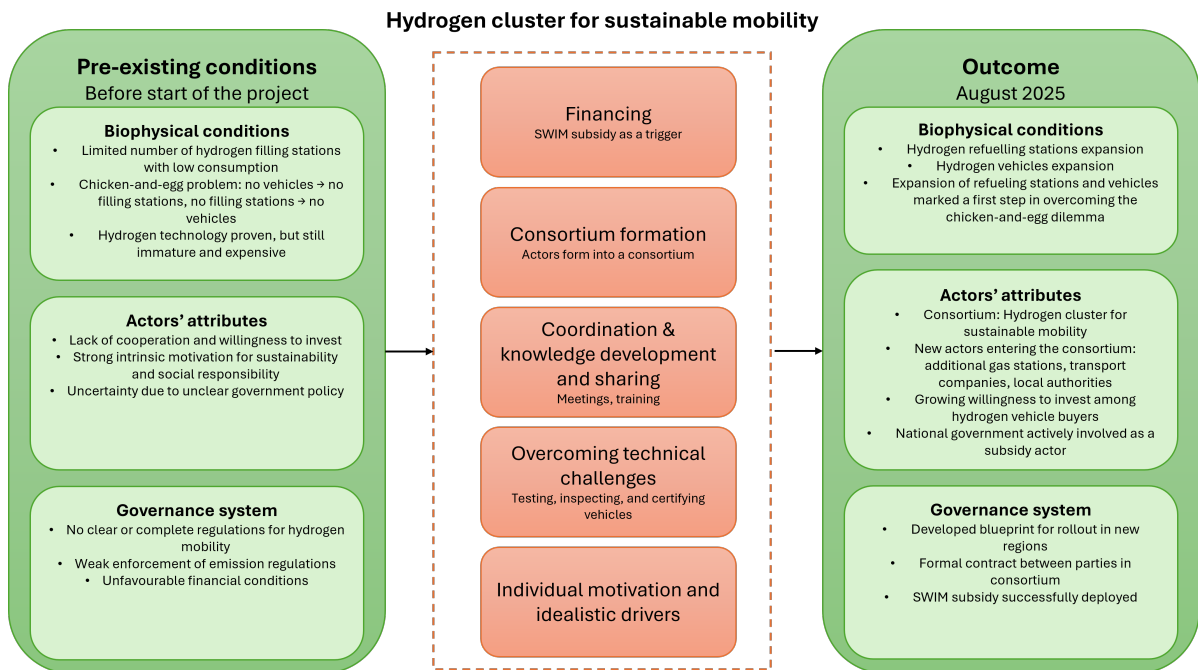 Hydrogen cluster for sustainable mobility
Pre-existing conditions
Before start of the project
Biophysical conditions
• Limited number of hydrogen filling stations
with low consumption
• Chicken-and-egg problem: no vehicles → no
filling stations, no filling stations → no
vehicles
• Hydrogen technology proven, but still
immature and expensive
Actors’ attributes
• Lack of cooperation and willingness to invest
• Strong intrinsic motivation for sustainability
and social responsibility
• Uncertainty due to unclear government policy
Governance system
• No clear or complete regulations for hydrogen
mobility
• Weak enforcement of emission regulations
• Unfavourable financial conditions
Financing
SWIM subsidy as a trigger
Consortium formation
Actors form into a consortium
Coordination &
knowledge development
and sharing
Meetings, training
Overcoming technical
challenges
Testing, inspecting, and certifying
vehicles
Individual motivation and
idealistic drivers
Outcome
August 2025
Biophysical conditions
• Hydrogen refuelling stations expansion
• Hydrogen vehicles expansion
• Expansion of refueling stations and vehicles
marked a first step in overcoming the
chicken-and-egg dilemma
Actors’ attributes
• Consortium: Hydrogen cluster for
sustainable mobility
• New actors entering the consortium:
additional gas stations, transport
companies, local authorities
• Growing willingness to invest among
hydrogen vehicle buyers
• National government actively involved as a
subsidy actor
Governance system
• Developed blueprint for rollout in new
regions
• Formal contract between parties in
consortium
• SWIM subsidy successfully deployed